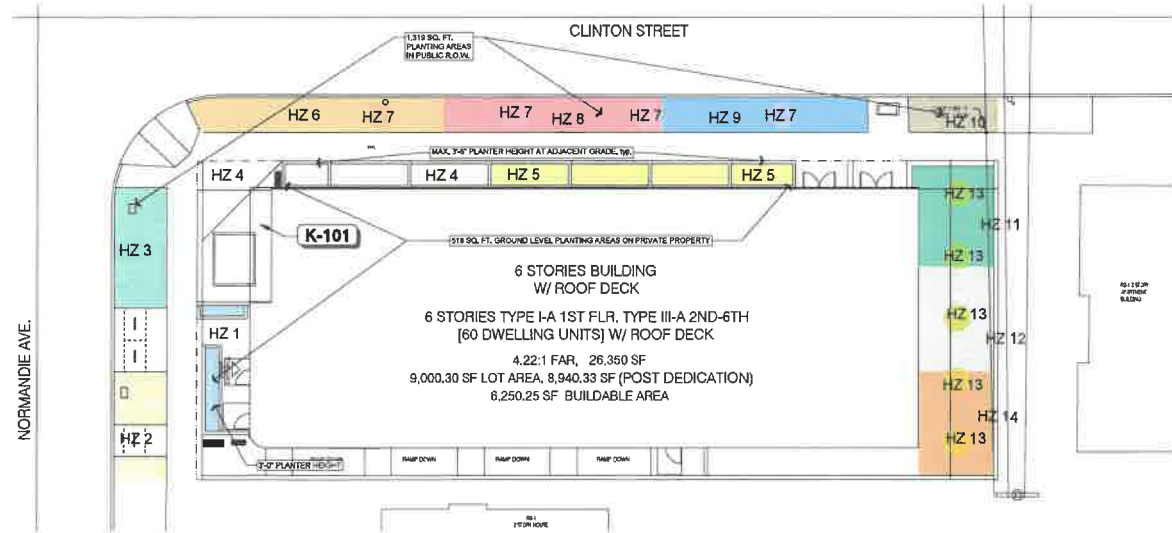 CLINTON STREET
1,319 SQ. FT.
PLANTING AREAS
IN PUBLIC R.O.W.
HZ 6
HZ 7
HZ 7
HZ 8
HZ 7
HZ 9
HZ 7
HZ 10
MAX. 3'-6" PLANTER HEIGHT AT ADJACENT GRADE, typ.
HZ 4
HZ 4
HZ 5
HZ 5
HZ 13
HZ 11
K-101
HZ 3
518 SQ. FT. GROUND LEVEL PLANTING AREAS ON PRIVATE PROPERTY
HZ 13
6 STORIES BUILDING
W/ ROOF DECK
6 STORIES TYPE I-A 1ST FLR, TYPE III-A 2ND-6TH
[60 DWELLING UNITS] W/ ROOF DECK
4.22:1 FAR, 26,350 SF
9,000.30 SF LOT AREA, 8,940.33 SF (POST DEDICATION)
6,250.25 SF BUILDABLE AREA
HZ 1
HZ 13
HZ 12
HZ 13
HZ 14
HZ 13
NORMANDIE AVE.
HZ 2
3'-0" PLANTER HEIGHT
RAMP DOWN
RAMP DOWN
RAMP DOWN
APARTMENT
BUILDING
2 STORY HOUSE